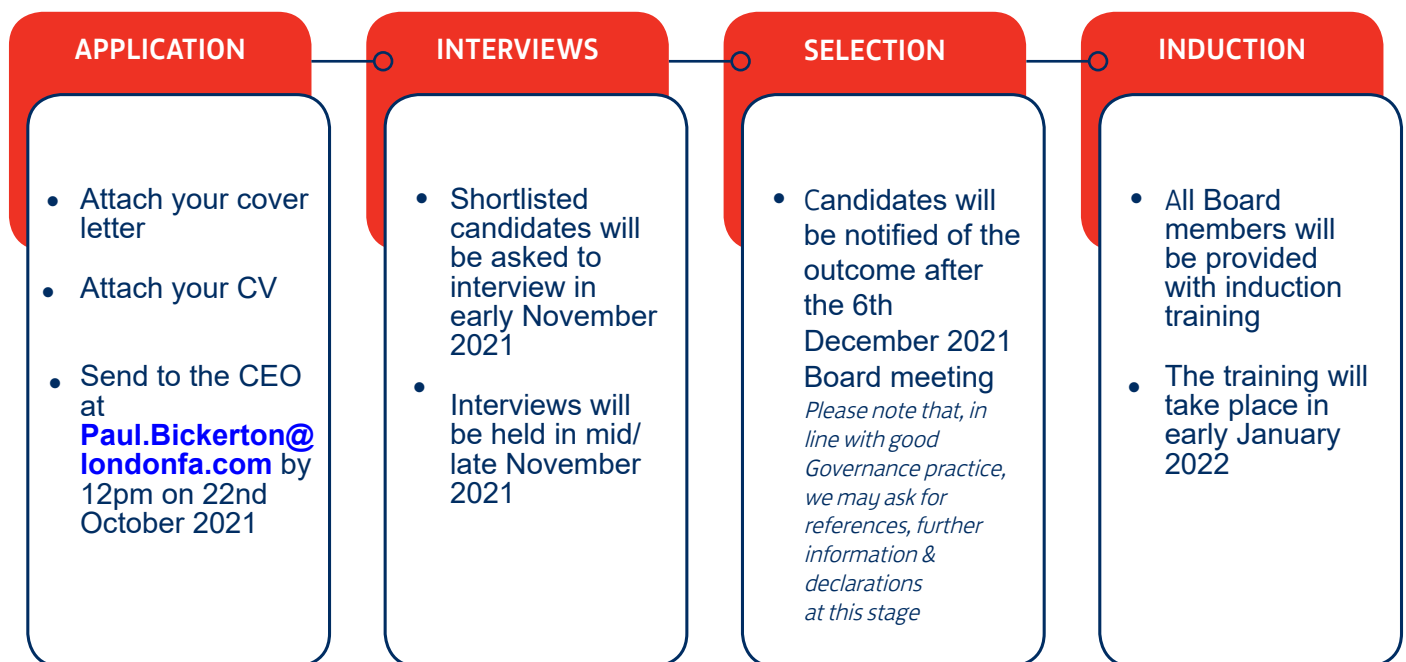 APPLICATION
Attach your cover
letter
Attach your CV
Send to the CEO
at
Paul.Bickerton@
londonfa.com by
12pm on 22nd
October 2021
INTERVIEWS
Shortlisted
candidates will
be asked to
interview in
early November
2021
Interviews will
be held in mid/
late November
2021
SELECTION
Candidates will
be notified of the
outcome after
the 6th
December 2021
Board meeting
Please note that, in
line with good
Governance practice,
we may ask for
references, further
information &
declarations
at this stage
INDUCTION
All Board
members will
be provided
with induction
training
The training will
take place in
early January
2022